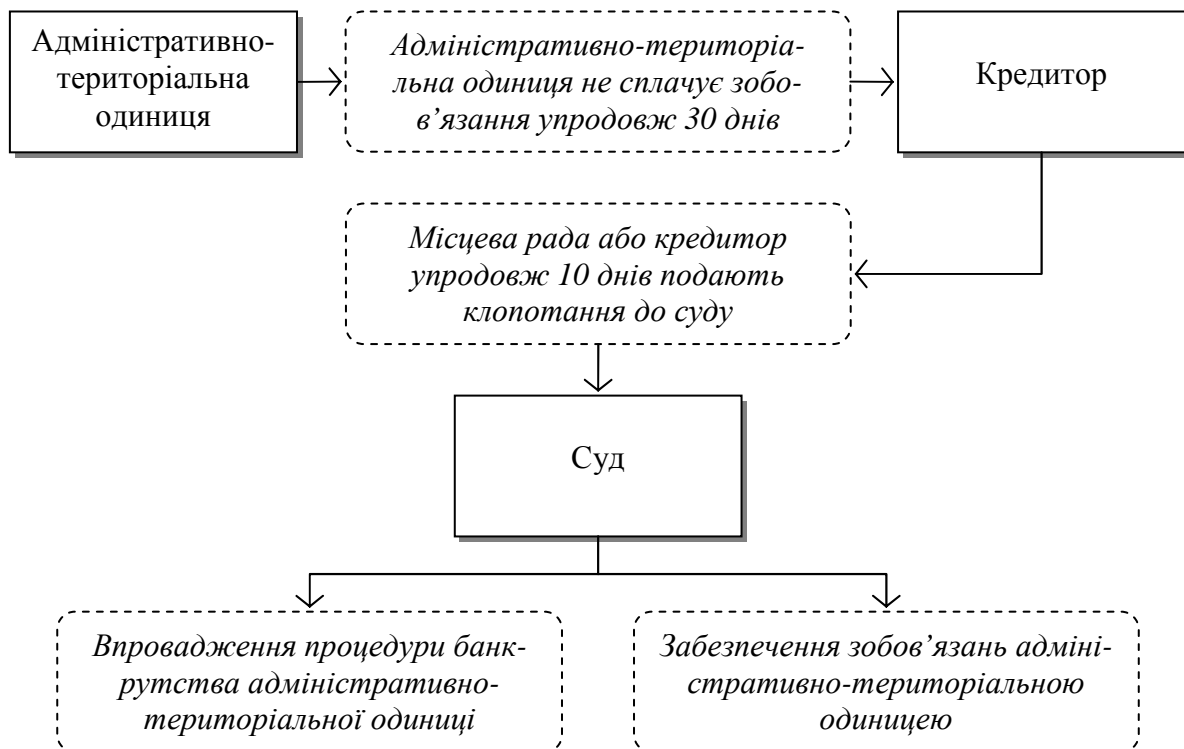 Адміністративно-
територіальна
одиниця
Адміністративно-територіа-
льна одиниця не сплачує зобо-
в’язання упродовж 30 днів
Кредитор
Місцева рада або кредитор
упродовж 10 днів подають
клопотання до суду
Суд
Впровадження процедури банк-
рутства адміністративно-
територіальної одиниці
Забезпечення зобов’язань адміні-
стративно-територіальною
одиницею